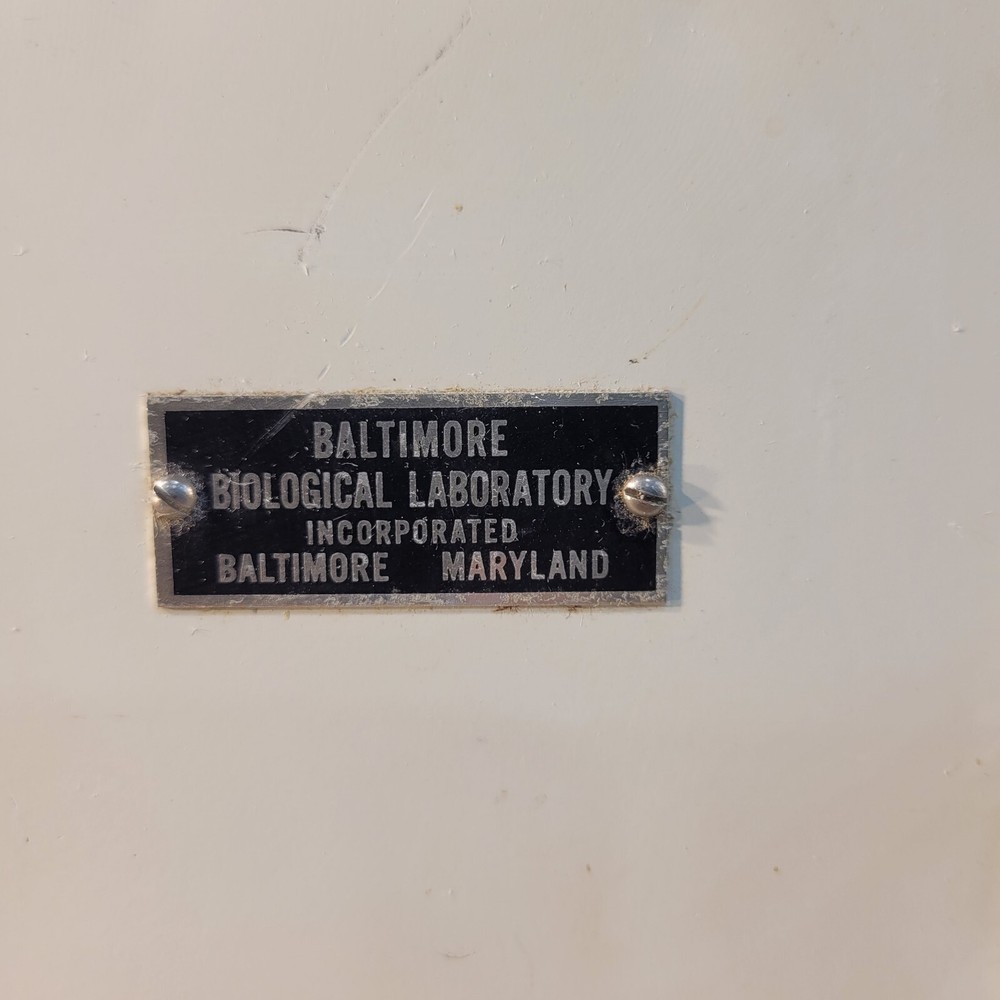 BALTIMORE
BIOLOGICAL LABORATORY
INCORPORATED
BALTIMORE MARYLAND